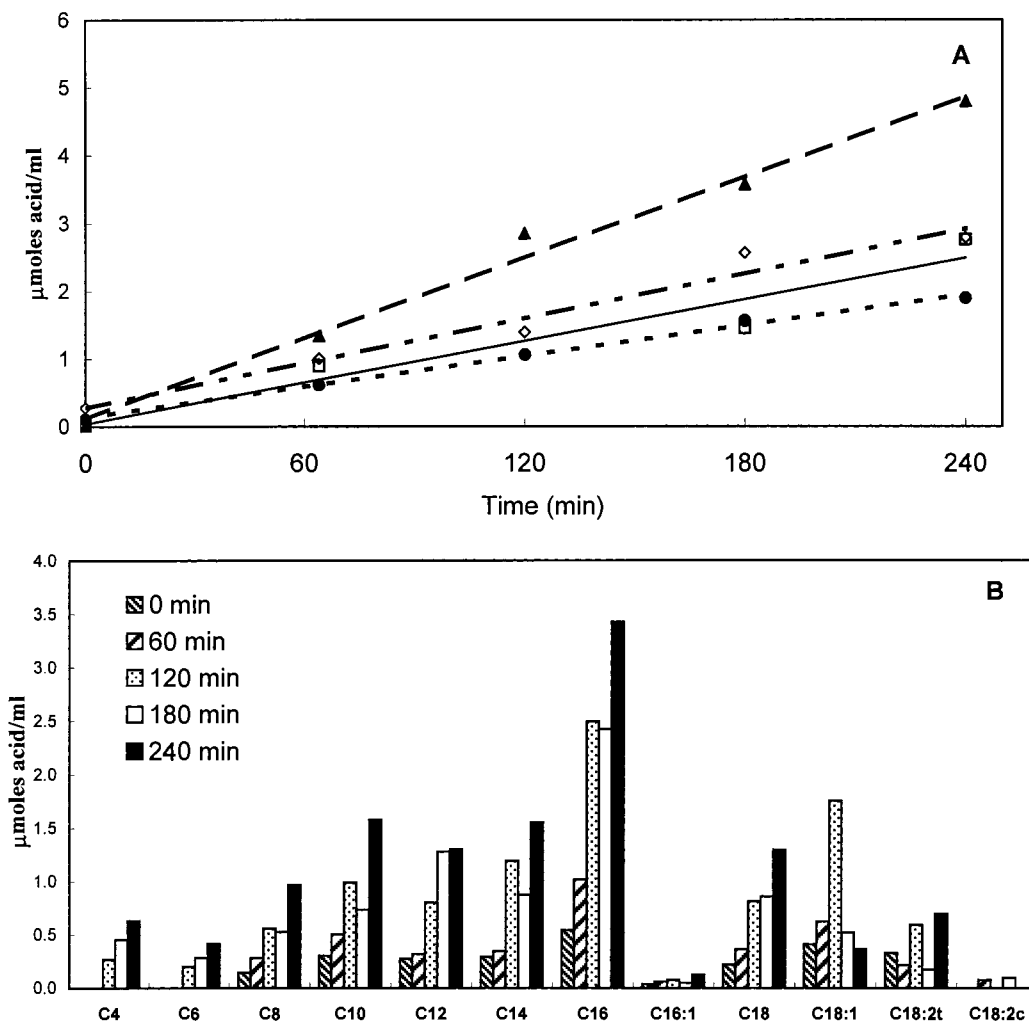 A
6
5
4
3
2
1
0
μmoles acid/ml
0 60 120 180 240
Time (min)
B
4.0
3.5
3.0
2.5
2.0
1.5
1.0
0.5
0.0
μmoles acid/ml
0 min
60 min
120 min
180 min
240 min
C4 C6 C8 C10 C12 C14 C16 C16:1 C18 C18:1 C18:2t C18:2c